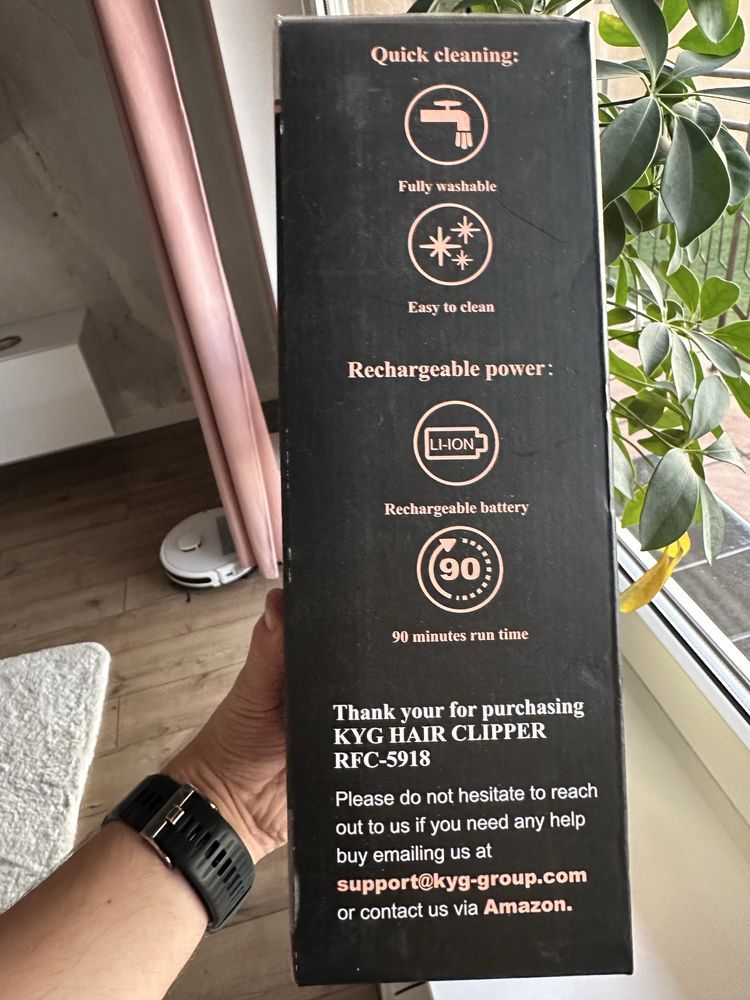 Quick cleaning:
Fully washable
Easy to clean
Rechargeable power:
LI-ION
Rechargeable battery
90
90 minutes run time
Thank your for purchasing
KYG HAIR CLIPPER
RFC-5918
Please do not hesitate to reach
out to us if you need any help
buy emailing us at
support@kyg-group.com
or contact us via Amazon.